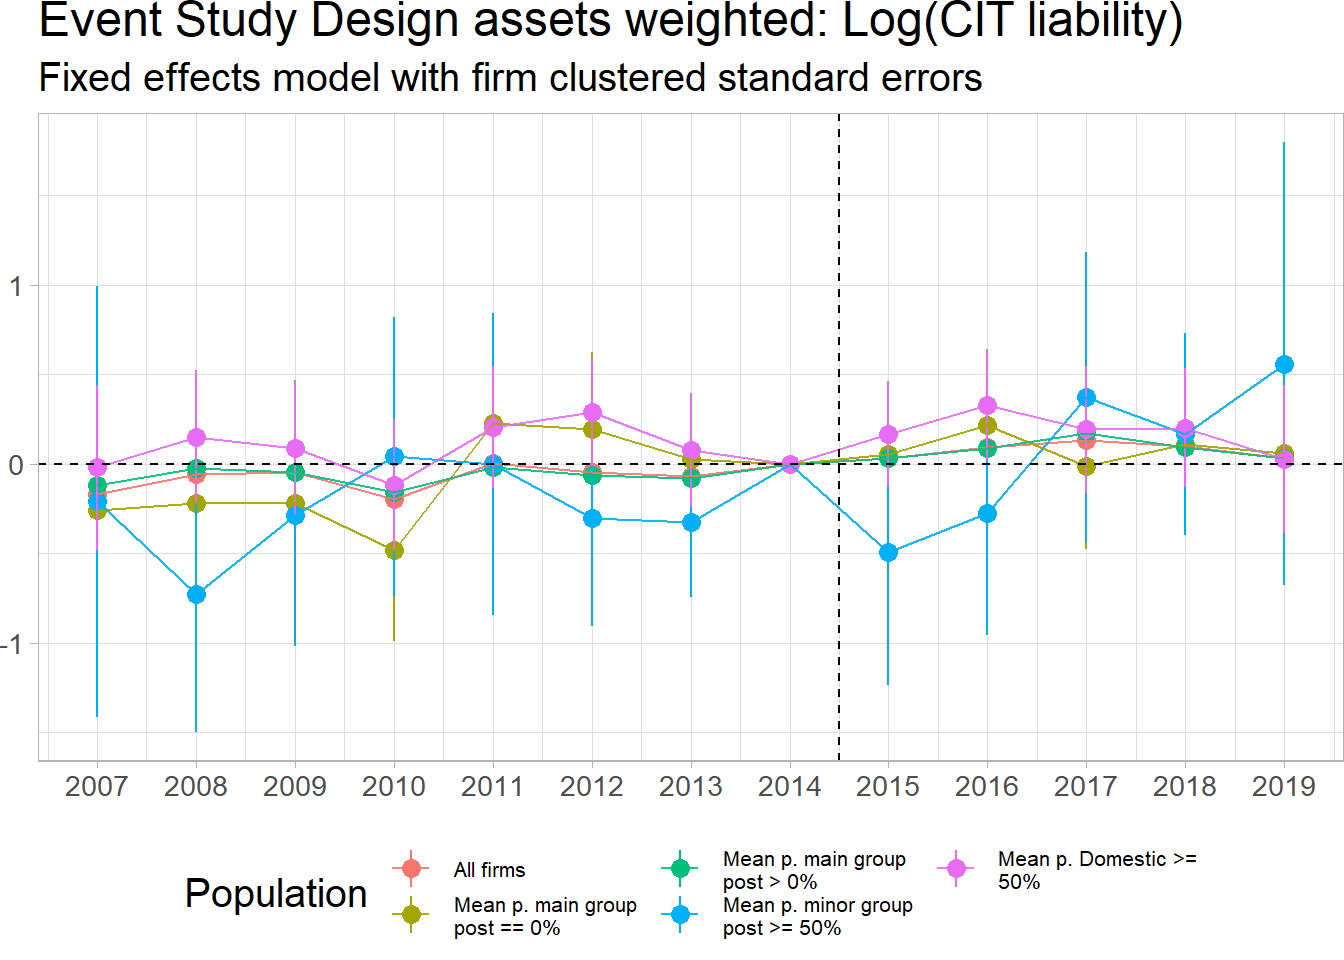 Event Study Design assets weighted: Log(CIT liability)
Fixed effects model with firm clustered standard errors
1
0
-1
2007 2008 2009 2010 2011 2012 2013 2014 2015 2016 2017 2018 2019
Population
All firms
Mean p. main group
post == 0%
Mean p. main group
post > 0%
Mean p. minor group
post >= 50%
Mean p. Domestic >=
50%